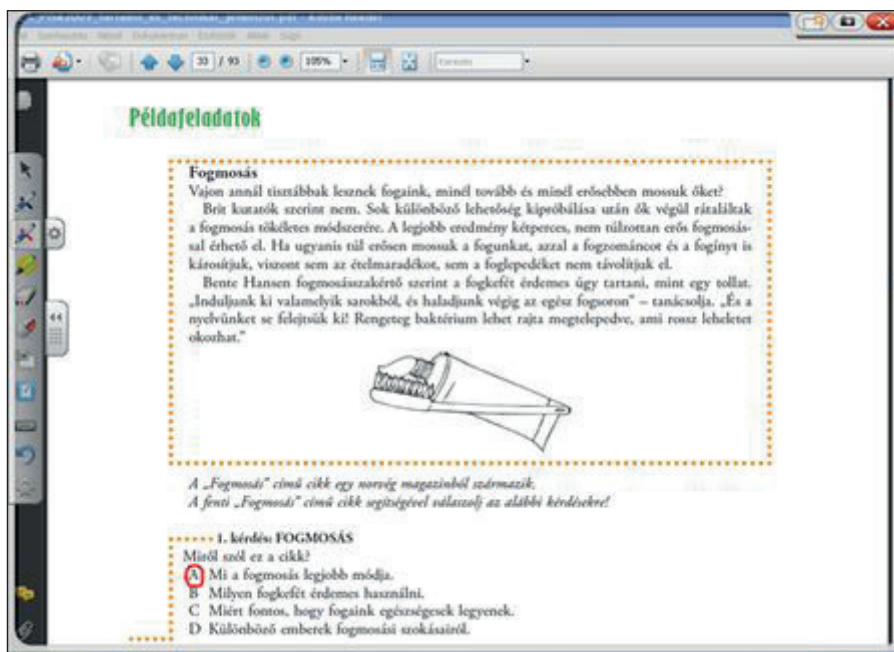 33 / 93
105%
Példafeladatok
Fogmosás
Vajon annál tisztábbak lesznek fogaink, minél tovább és minél erősebben mossuk őket?
Brit kutatók szerint nem. Sok különböző lehetőség kipróbálása után ők végül rátaláltak
a fogmosás tökéletes módszerére. A legjobb eredmény kétperces, nem túlzottan erős fogmosás-
sal érhető el. Ha ugyanis túl erősen mossuk a fogunkat, azzal a fogzománcot és a fogínyt is
károsítjuk, viszont sem az ételmaradékot, sem a foglepedéket nem távolítjuk el.
Bente Hansen fogmosásszakértő szerint a fogkefét érdemes úgy tartani, mint egy tollat.
„Induljunk ki valamelyik sarokból, és haladjunk végig az egész fogsoron” – tanácsolja. „És a
nyelvünket se felejtsük ki! Rengeteg baktérium lehet rajta megtelepedve, ami rossz leheletet
okozhat.”
A „Fogmosás” című cikk egy norvég magazinból származik.
A fenti „Fogmosás” című cikk segítségével válaszolj az alábbi kérdésekre!
1. kérdés: FOGMOSÁS
Miről szól ez a cikk?
A Mi a fogmosás legjobb módja.
B Milyen fogkefét érdemes használni.
C Miért fontos, hogy fogaink egészségesek legyenek.
D Különböző emberek fogmosási szokásairól.